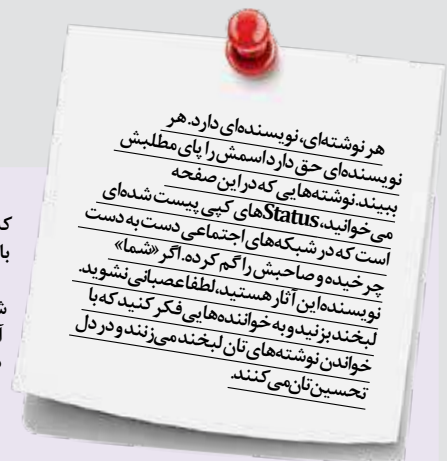 هر نوشته‌ای، نویسنده‌ای دارد. هر
نویسنده‌ای حق دارد اسمش را پای مطلبش
ببیند. نوشته‌هایی که در این صفحه
می‌خوانید، Statusهای کپی پیست شده‌ای
است که در شبکه‌های اجتماعی دست به دست
چرخیده و صاحبش را گم کرده. اگر «شما»
نویسنده این آثار هستید، لطفا عصبانی نشوید.
لبخند بزنید و به خواننده‌هایی فکر کنید که با
خواندن نوشته‌های تان لبخند می‌زنند و در دل
تحسین تان می‌کنند.